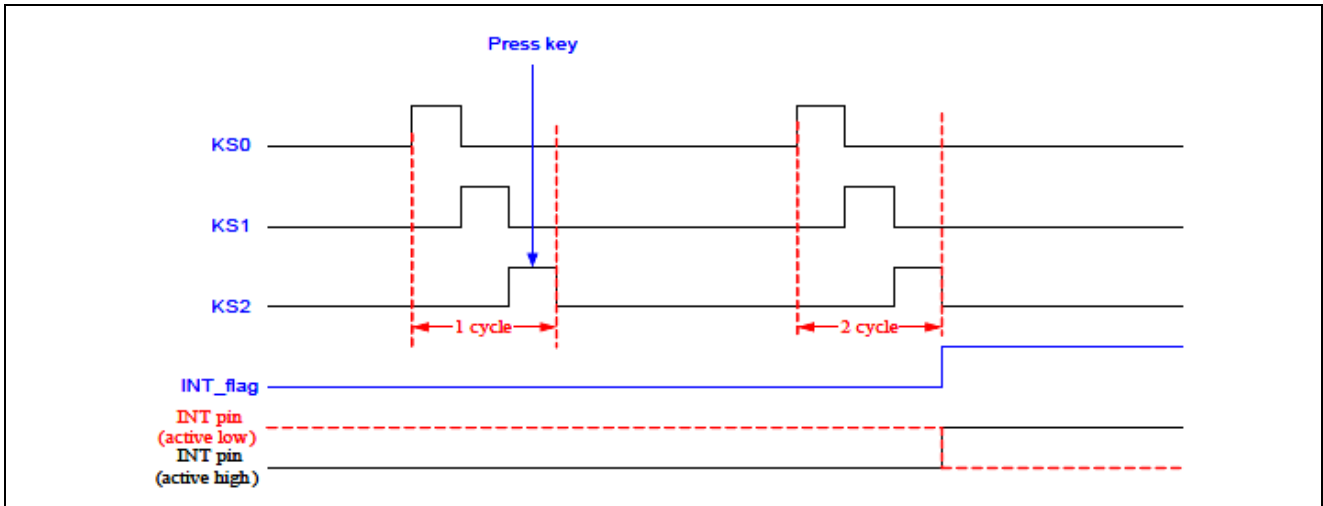 Press key
KS0
KS1
KS2
1 cycle
2 cycle
INT_flag
INT pin
(active low)
INT pin
(active high)